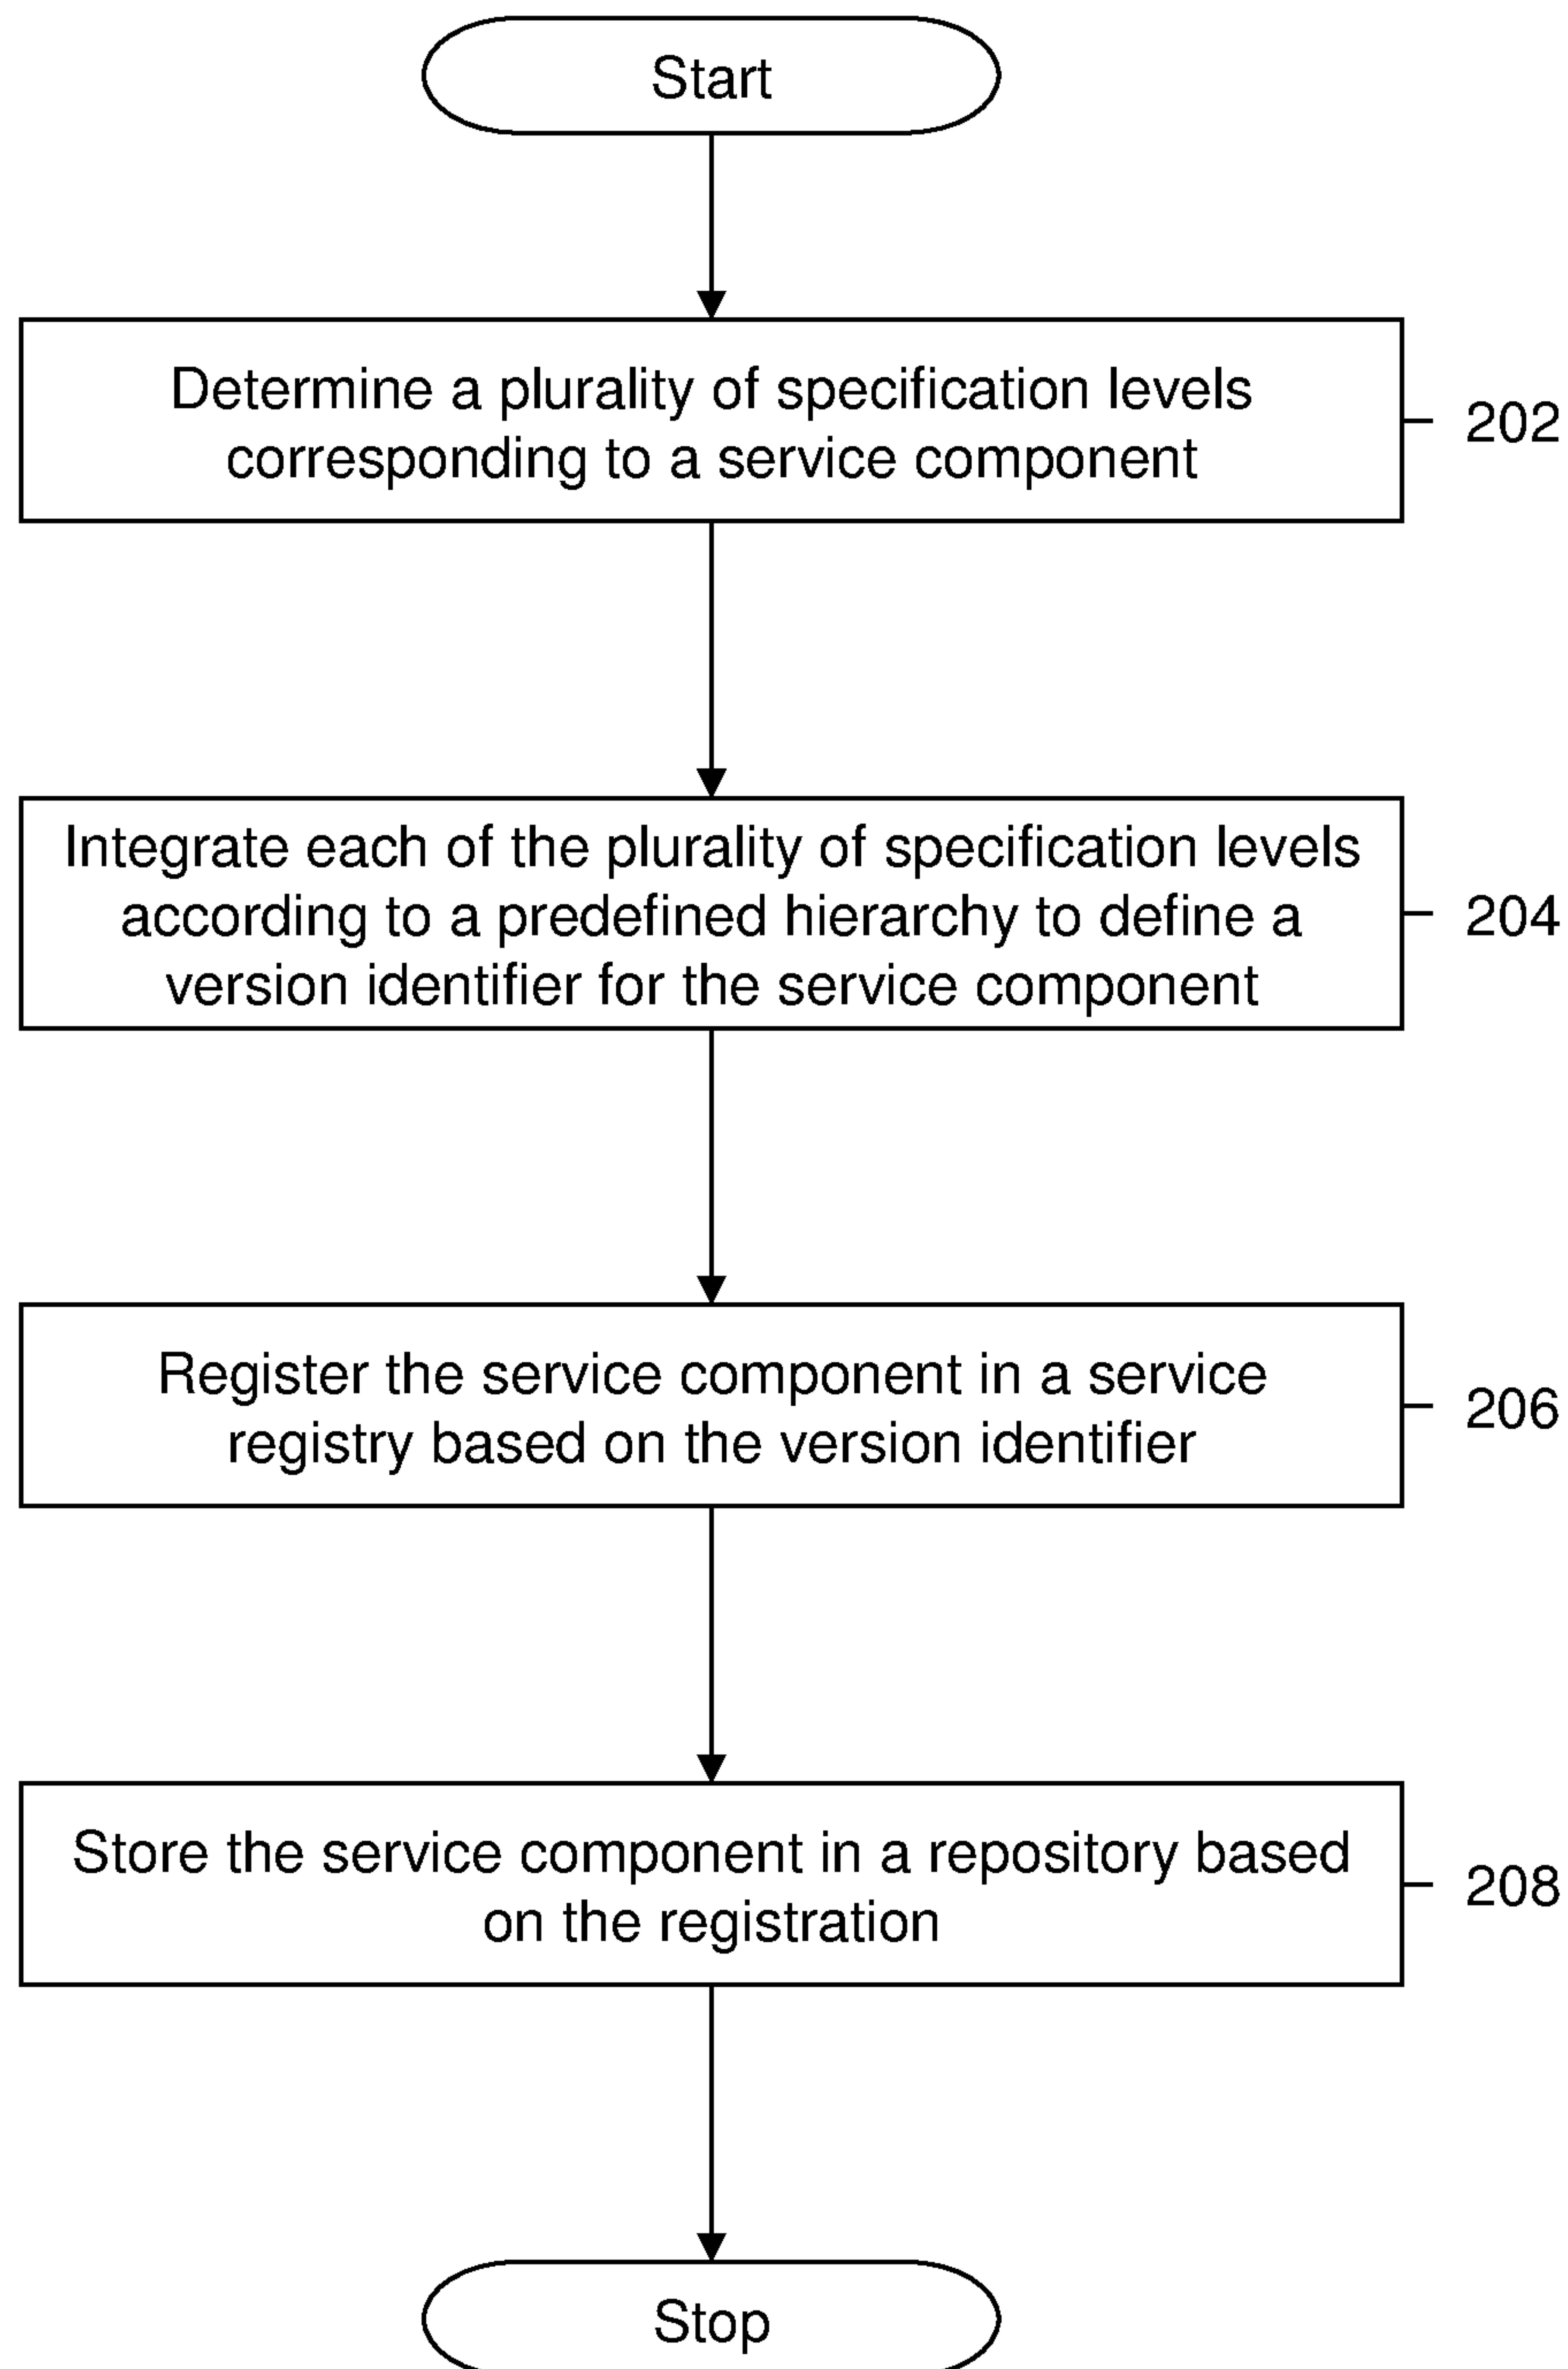 Start
Determine a plurality of specification levels
corresponding to a service component
202
Integrate each of the plurality of specification levels
according to a predefined hierarchy to define a
version identifier for the service component
204
Register the service component in a service
registry based on the version identifier
206
Store the service component in a repository based
on the registration
208
Stop